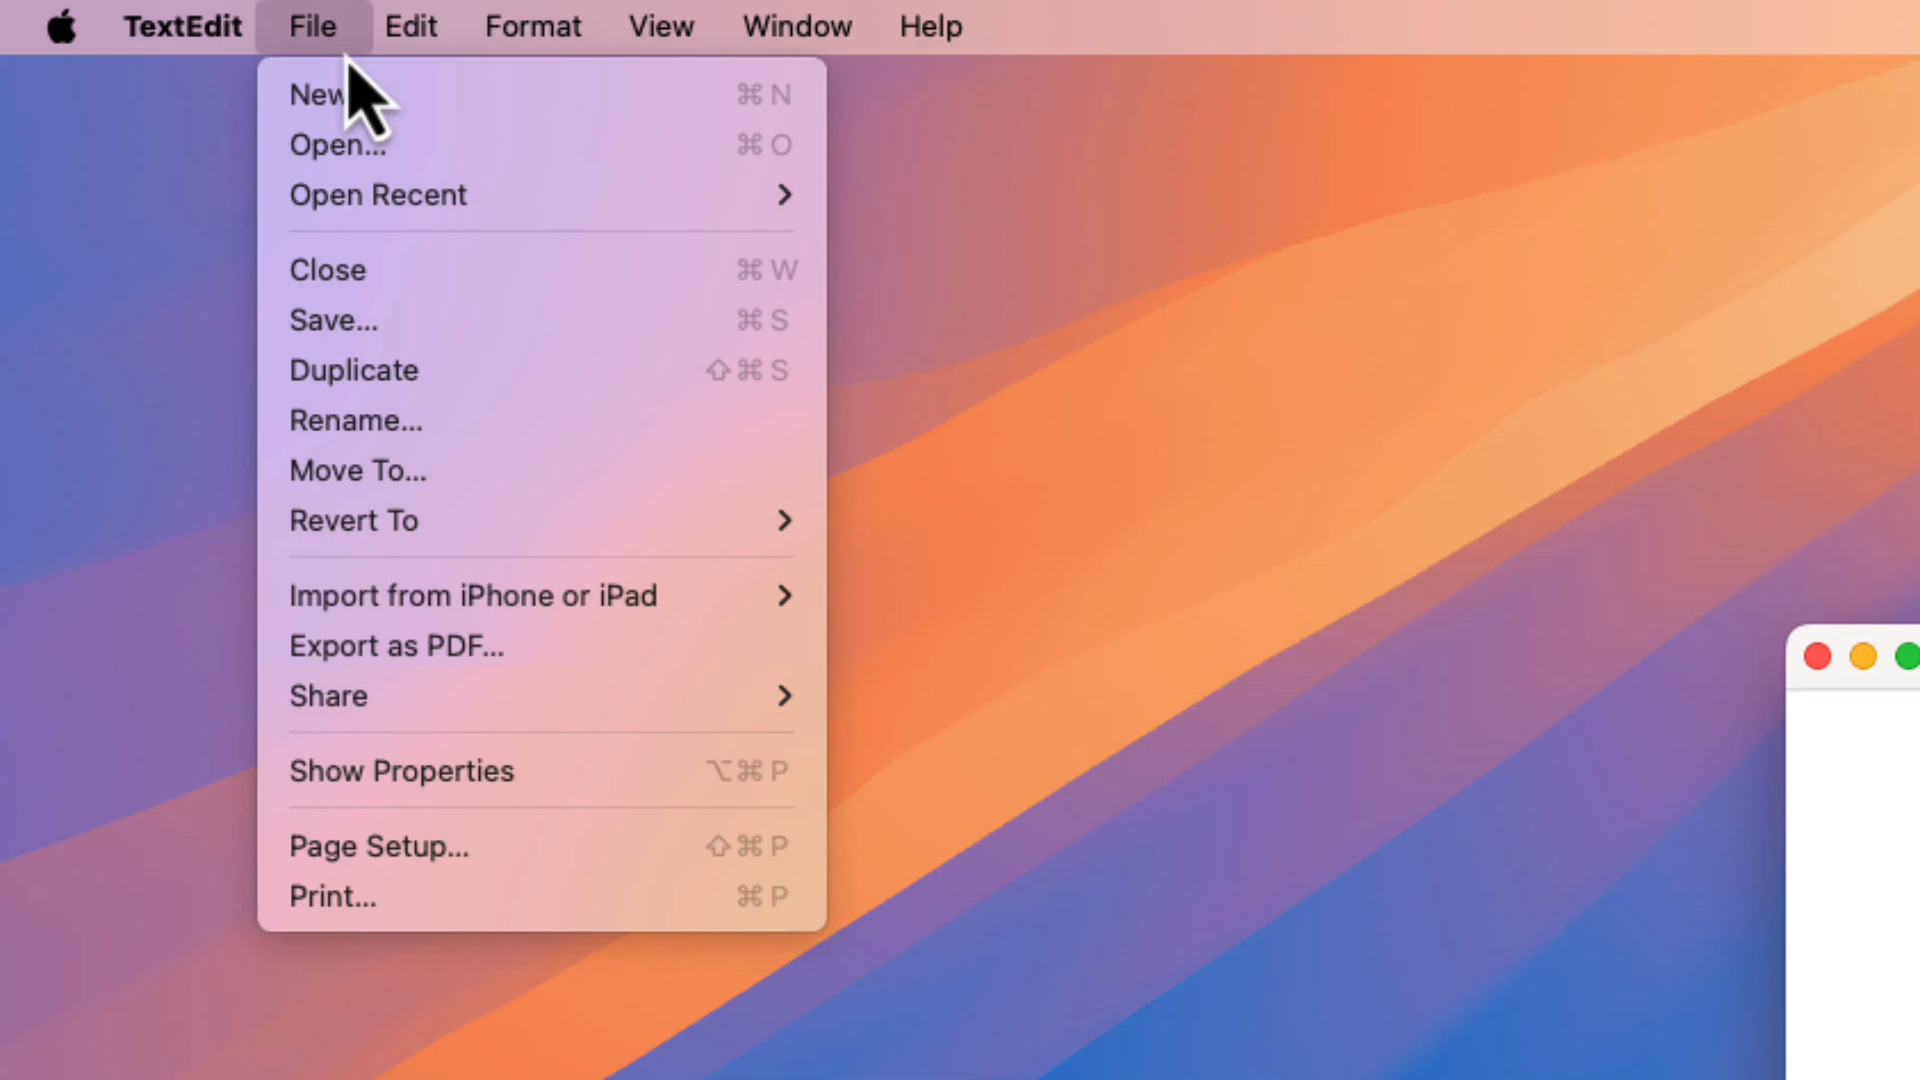 TextEdit File Edit Format View Window Help
New ⌘ N
Open... ⌘ O
Open Recent
Close ⌘ W
Save... ⌘ S
Duplicate ⇧ ⌘ S
Rename...
Move To...
Revert To
Import from iPhone or iPad
Export as PDF...
Share
Show Properties ⌥ ⌘ P
Page Setup... ⇧ ⌘ P
Print... ⌘ P